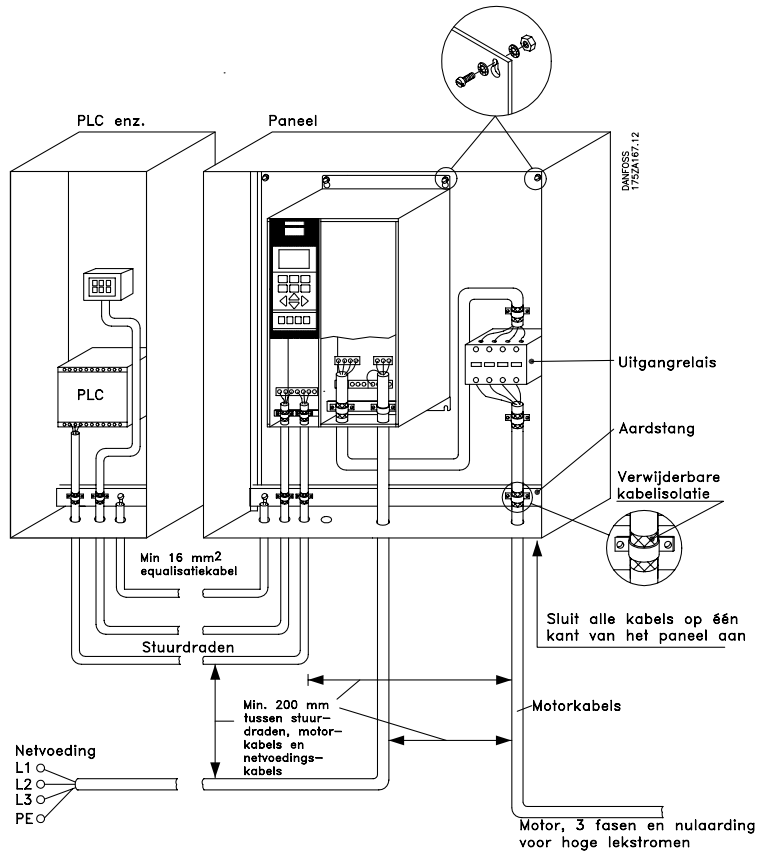 PLC enz.
Paneel
DANFOSS
175ZA167.12
PLC
Uitgangrelais
Aardstang
Verwijderbare
kabelisolatie
Min 16 mm2
equalisatiekabel
Sluit alle kabels op één
kant van het paneel aan
Stuurdraden
Min. 200 mm
tussen stuur-
draden, motor-
kabels en
netvoedings-
kabels
Motorkabels
Netvoeding
L1
L2
L3
PE
Motor, 3 fasen en nulaarding
voor hoge lekstromen